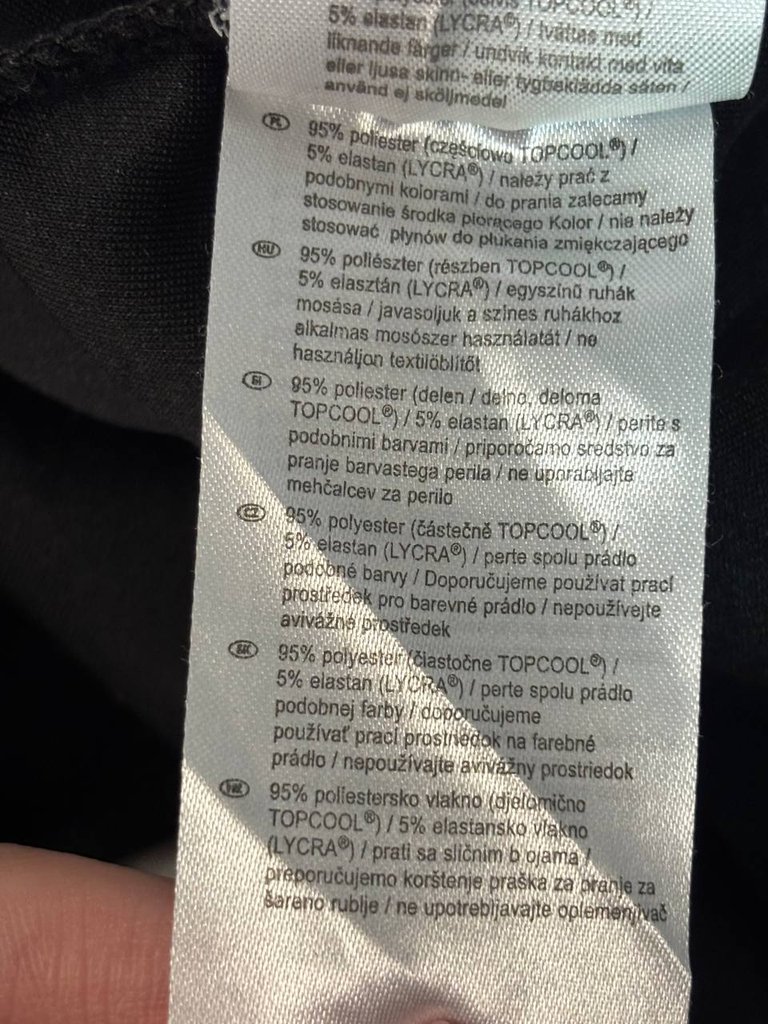 TOPCOOL®) /
5% elastan (LYCRA®) / tvättas med
liknande färger / undvik kontakt med vita
eller ljusa skinn- eller tygbeklädda säten /
använd ej sköljmedel
PL 95% poliester (częściowo TOPCOOL®) /
5% elastan (LYCRA®) / należy prać z
podobnymi kolorami / do prania zalecamy
stosowanie środka piorącego Kolor / nie należy
stosować płynów do płukania zmiękczającego
HU 95% poliészter (részben TOPCOOL®) /
5% elasztán (LYCRA®) / egyszínű ruhák
mosása / javasoljuk a színes ruhákhoz
alkalmas mosószer használatát / ne
használjon textilöblítőt
SI 95% poliester (delen / delno, deloma
TOPCOOL®) / 5% elastan (LYCRA®) / perite s
podobnimi barvami / priporočamo sredstvo za
pranje barvastega perila / ne uporabljajte
mehčalcev za perilo
CZ 95% polyester (částečně TOPCOOL®) /
5% elastan (LYCRA®) / perte spolu prádlo
podobné barvy / Doporučujeme používat prací
prostředek pro barevné prádlo / nepoužívejte
avivážné prostředek
SK 95% polyester (čiastočne TOPCOOL®) /
5% elastan (LYCRA®) / perte spolu prádlo
podobnej farby / doporučujeme
používať prací prostriedok na farebné
prádlo / nepoužívajte avivážny prostriedok
HR 95% poliestersko vlakno (djelomično
TOPCOOL®) / 5% elastansko vlakno
(LYCRA®) / prati sa sličnim b ojama /
preporučujemo korštenje praška za pranje za
šareno rublje / ne upotrebljavajte oplemenjivač